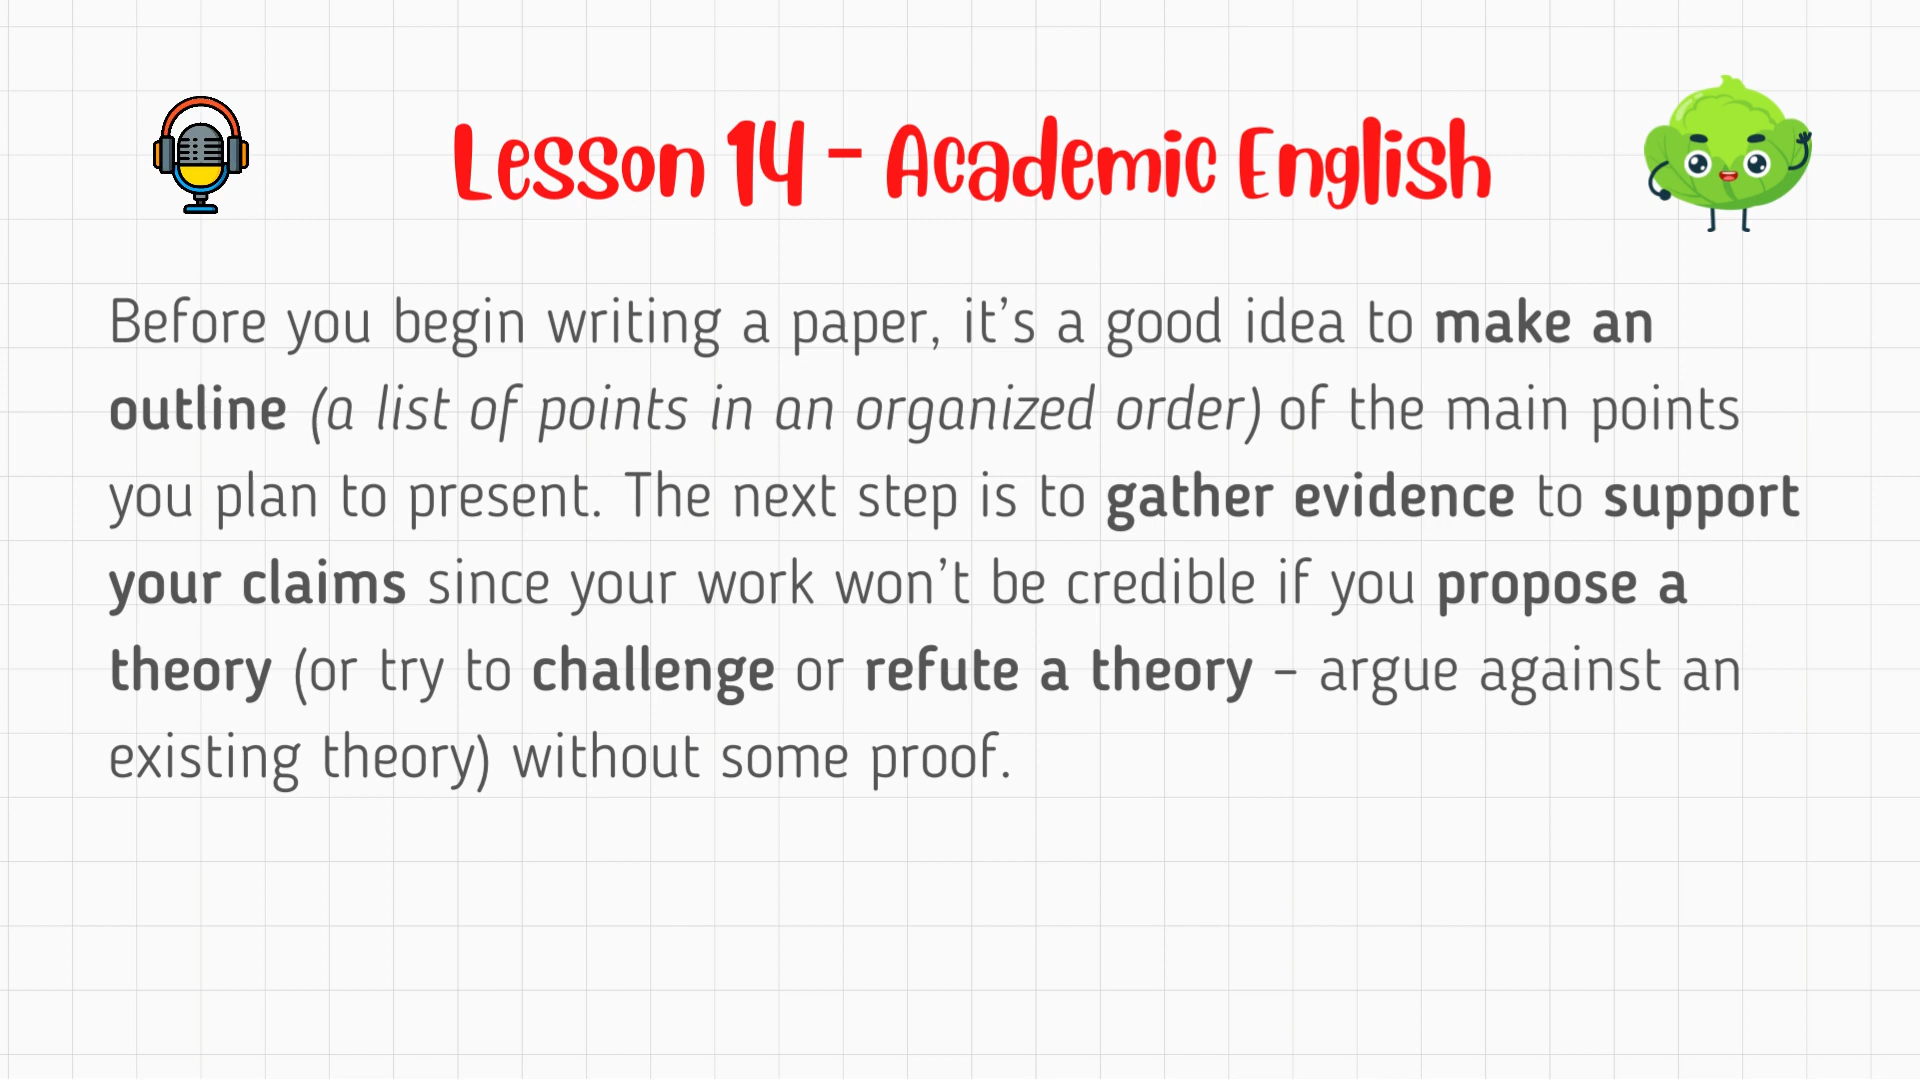 Lesson 14 – Academic English
Before you begin writing a paper, it’s a good idea to make an
outline (a list of points in an organized order) of the main points
you plan to present. The next step is to gather evidence to support
your claims since your work won’t be credible if you propose a
theory (or try to challenge or refute a theory – argue against an
existing theory) without some proof.